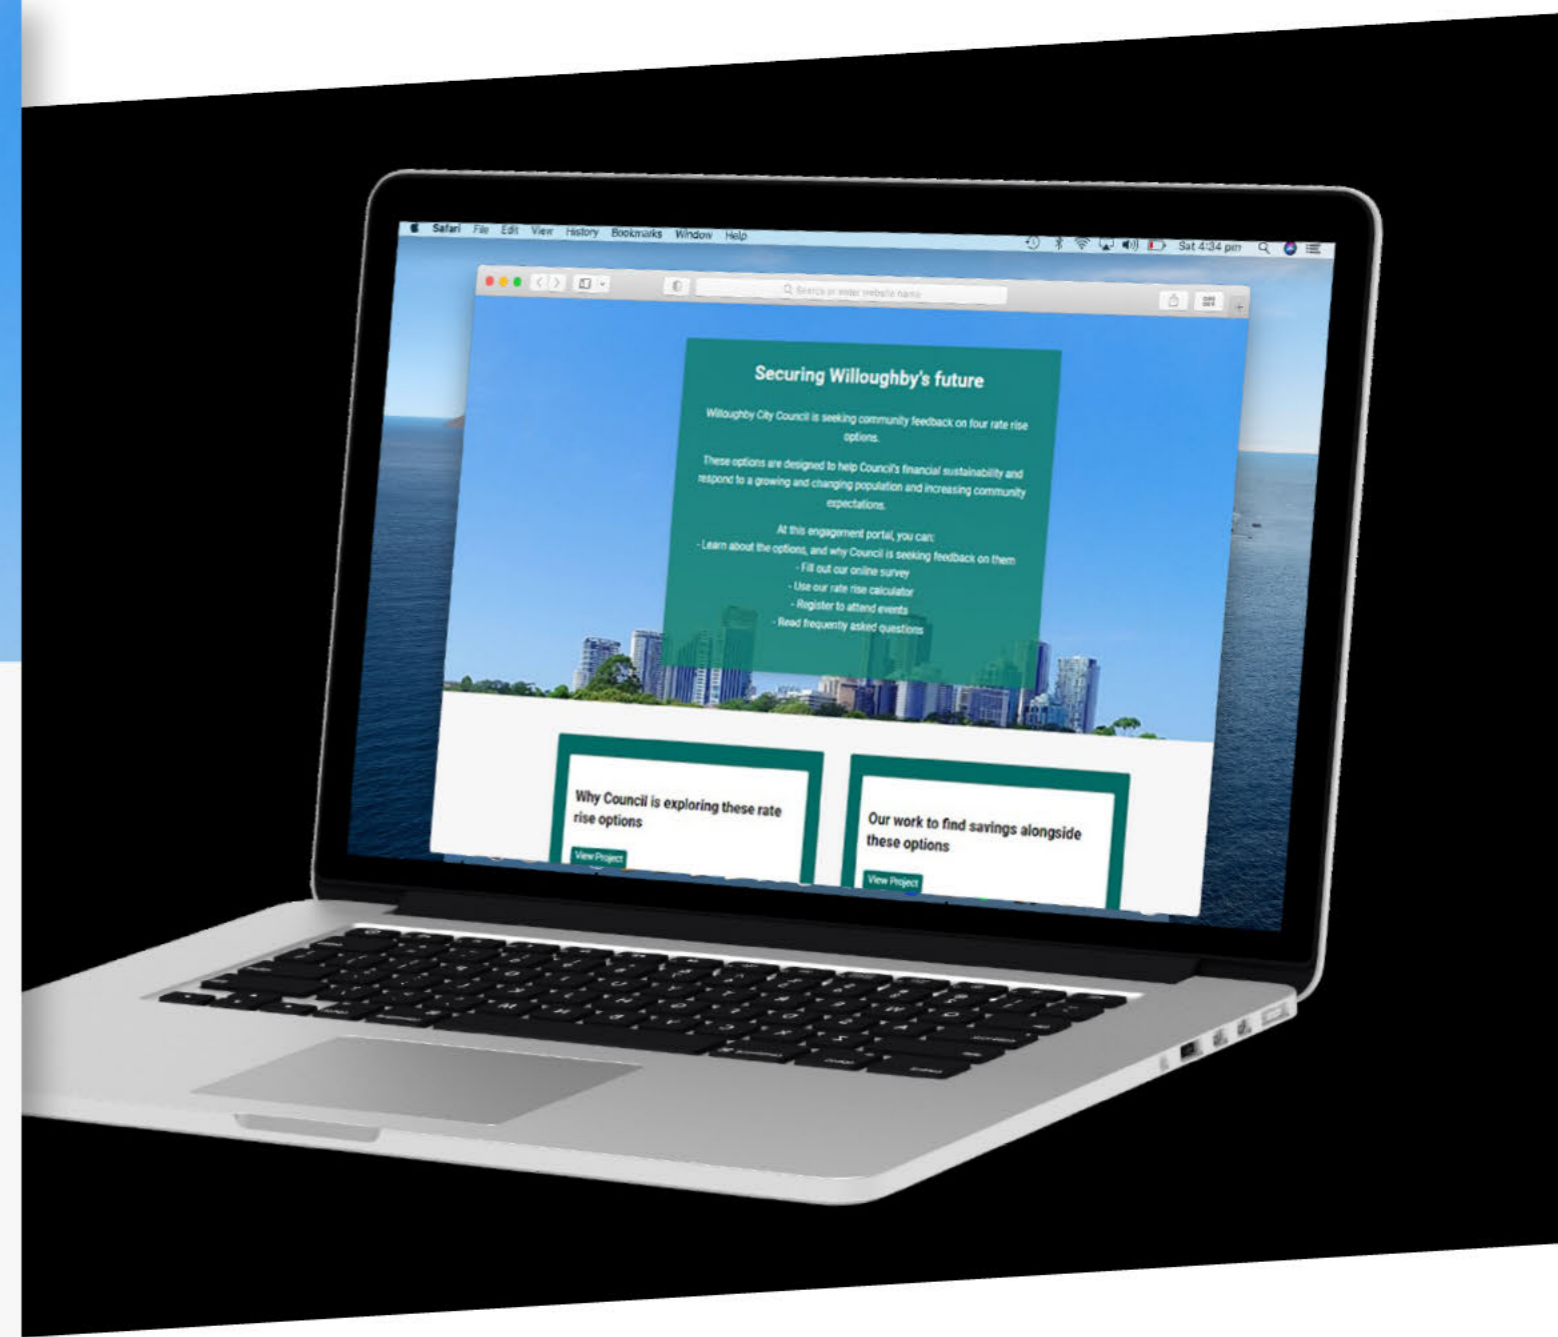 Safari File Edit View History Bookmarks Window Help
Sat 4:34 pm
Search or enter website name
Securing Willoughby's future
Willoughby City Council is seeking community feedback on four rate rise
options.
These options are designed to help Council's financial sustainability and
respond to a growing and changing population and increasing community
expectations.
At this engagement portal, you can:
- Learn about the options, and why Council is seeking feedback on them
- Fill out our online survey
- Use our rate rise calculator
- Register to attend events
- Read frequently asked questions
Why Council is exploring these rate
rise options
View Project
Our work to find savings alongside
these options
View Project